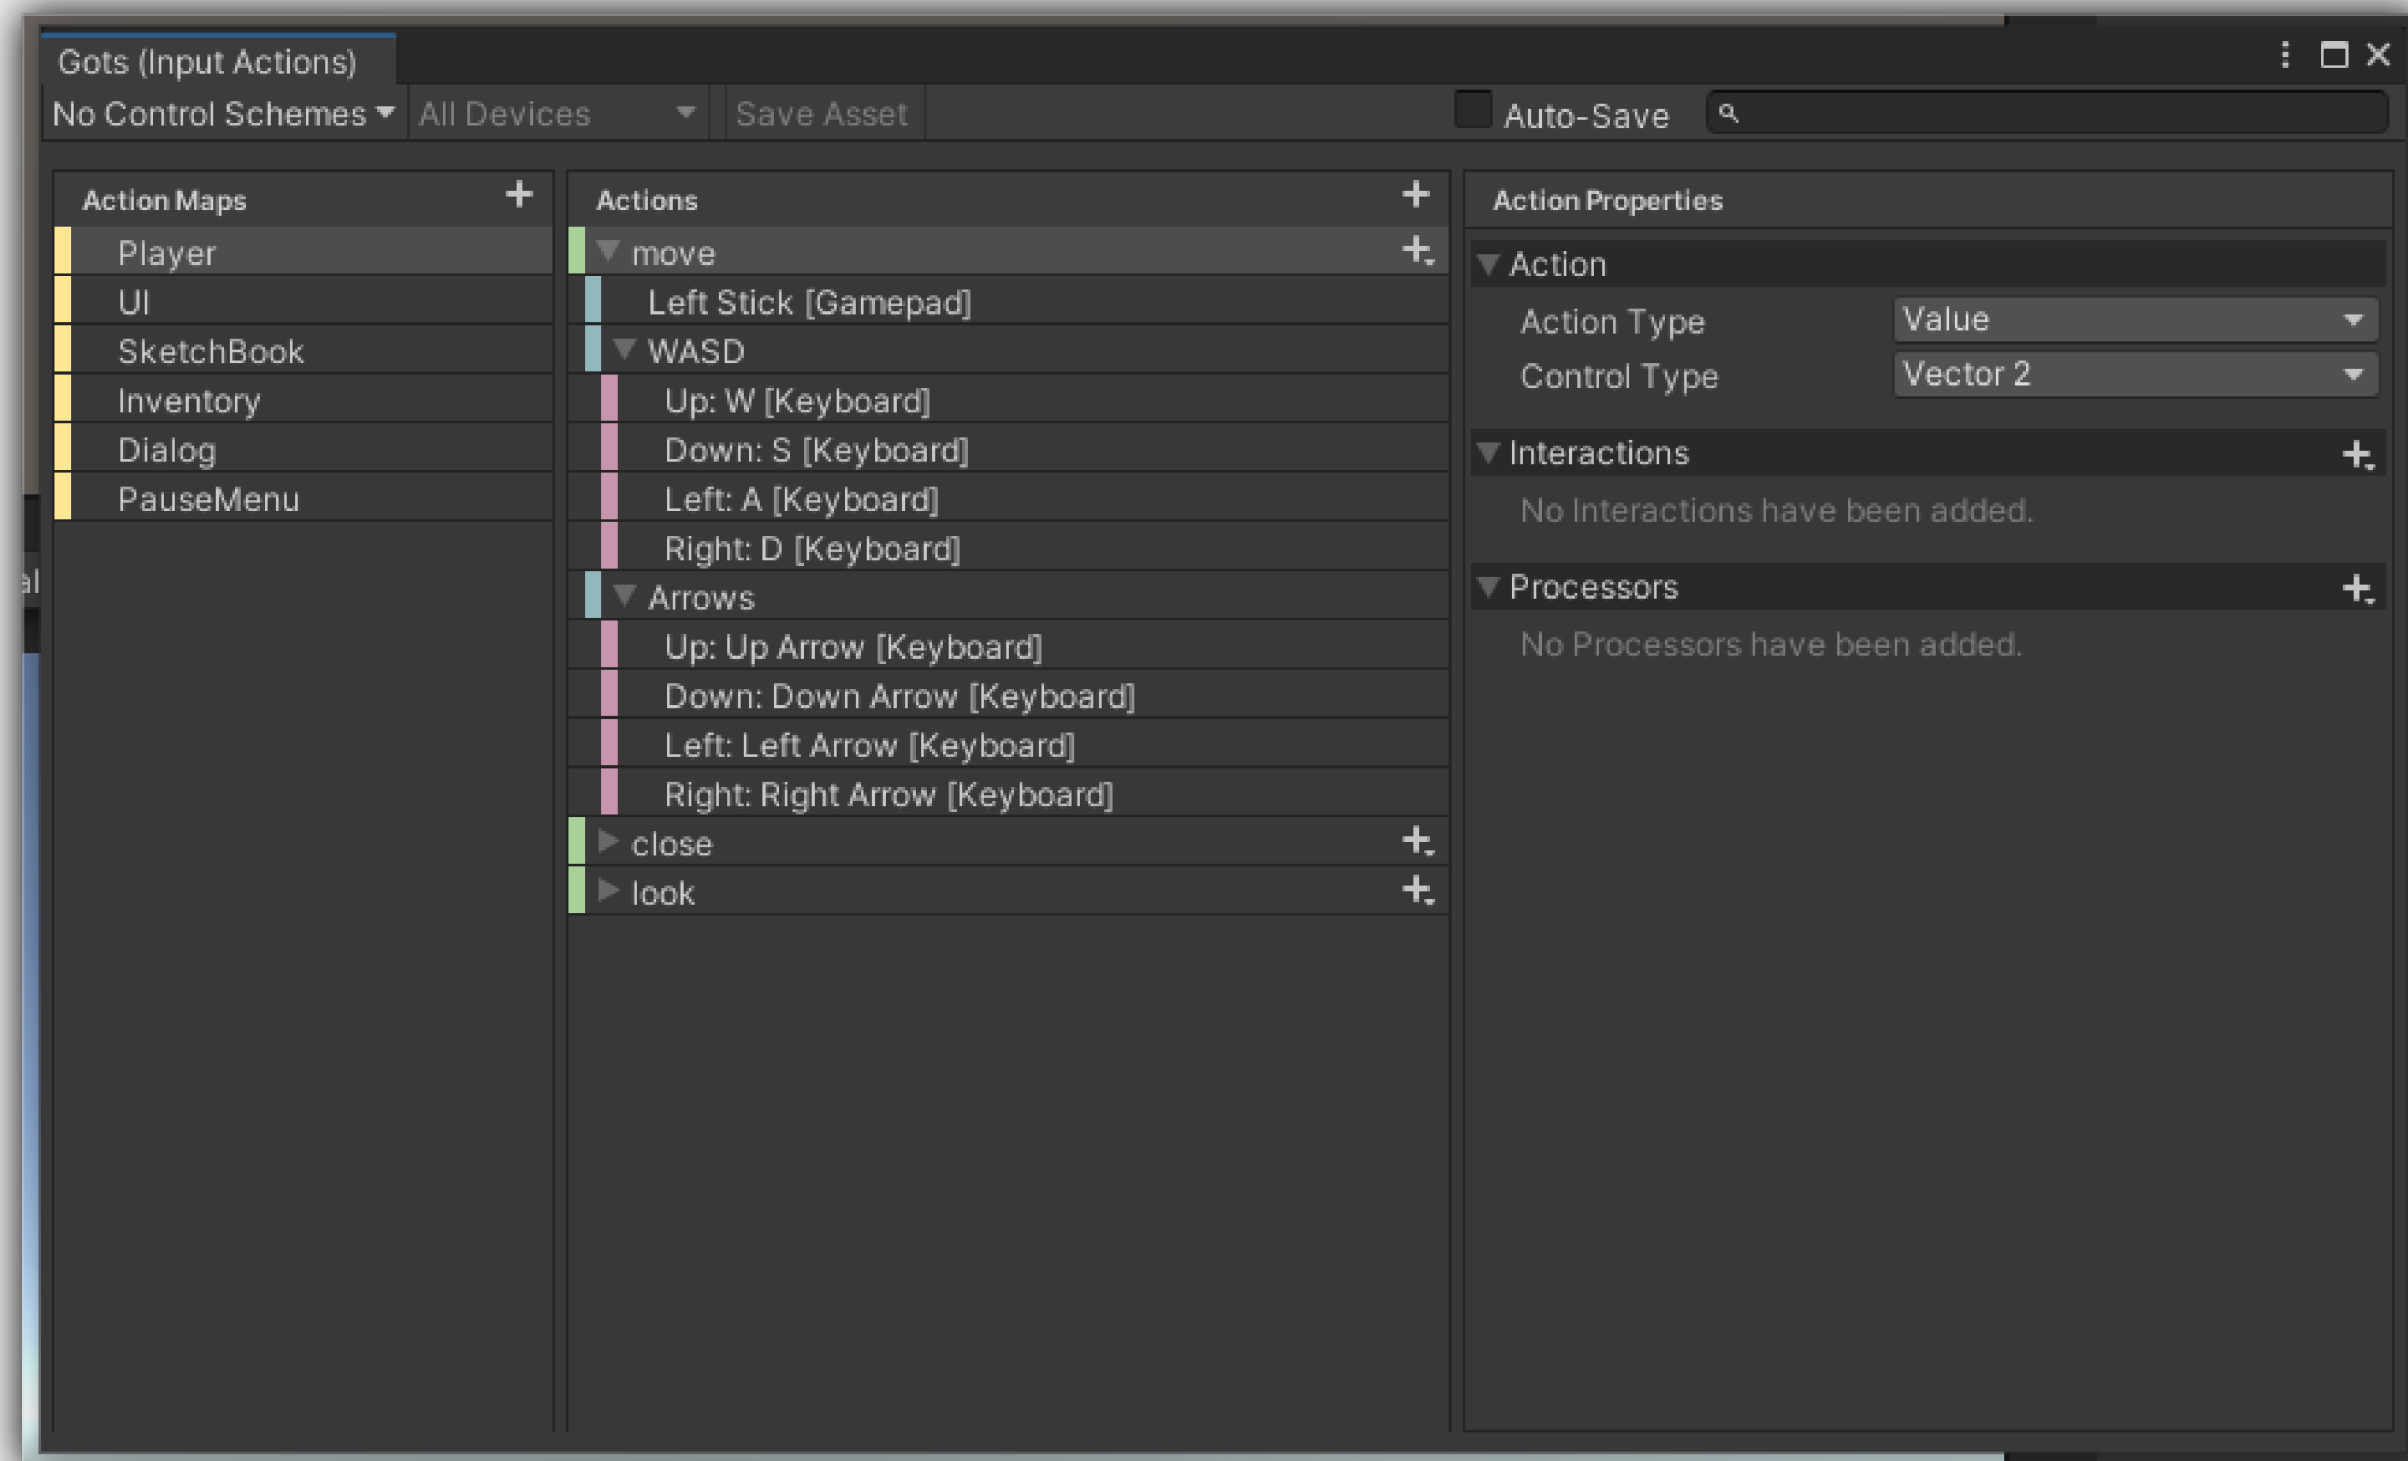 Gots (Input Actions)
No Control Schemes
All Devices
Save Asset
Auto-Save
Action Maps
Player
UI
SketchBook
Inventory
Dialog
PauseMenu
Actions
move
Left Stick [Gamepad]
WASD
Up: W [Keyboard]
Down: S [Keyboard]
Left: A [Keyboard]
Right: D [Keyboard]
Arrows
Up: Up Arrow [Keyboard]
Down: Down Arrow [Keyboard]
Left: Left Arrow [Keyboard]
Right: Right Arrow [Keyboard]
close
look
Action Properties
Action
Action Type
Value
Control Type
Vector 2
Interactions
No Interactions have been added.
Processors
No Processors have been added.